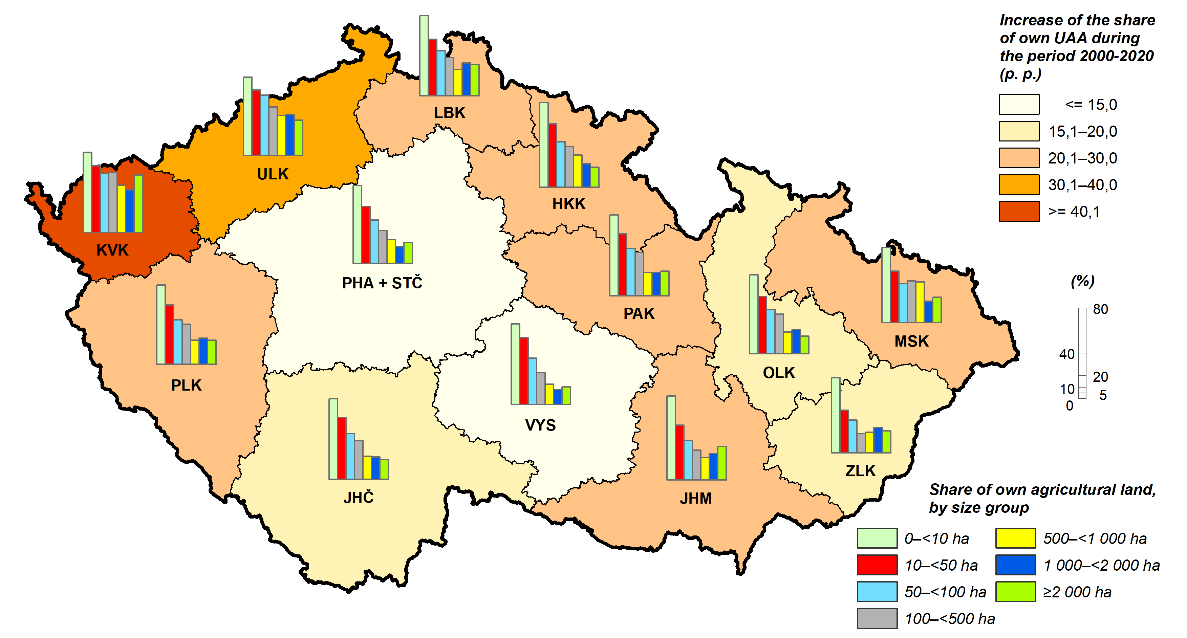 Increase of the share
of own UAA during
the period 2000-2020
(p. p.)
<= 15,0
15,1–20,0
20,1–30,0
30,1–40,0
>= 40,1
LBK
ULK
HKK
KVK
PHA + STČ
PAK
MSK
OLK
PLK
VYS
ZLK
JHČ
JHM
(%)
80
40
20
10
5
0
Share of own agricultural land,
by size group
0–<10 ha
500–<1 000 ha
10–<50 ha
1 000–<2 000 ha
50–<100 ha
≥2 000 ha
100–<500 ha